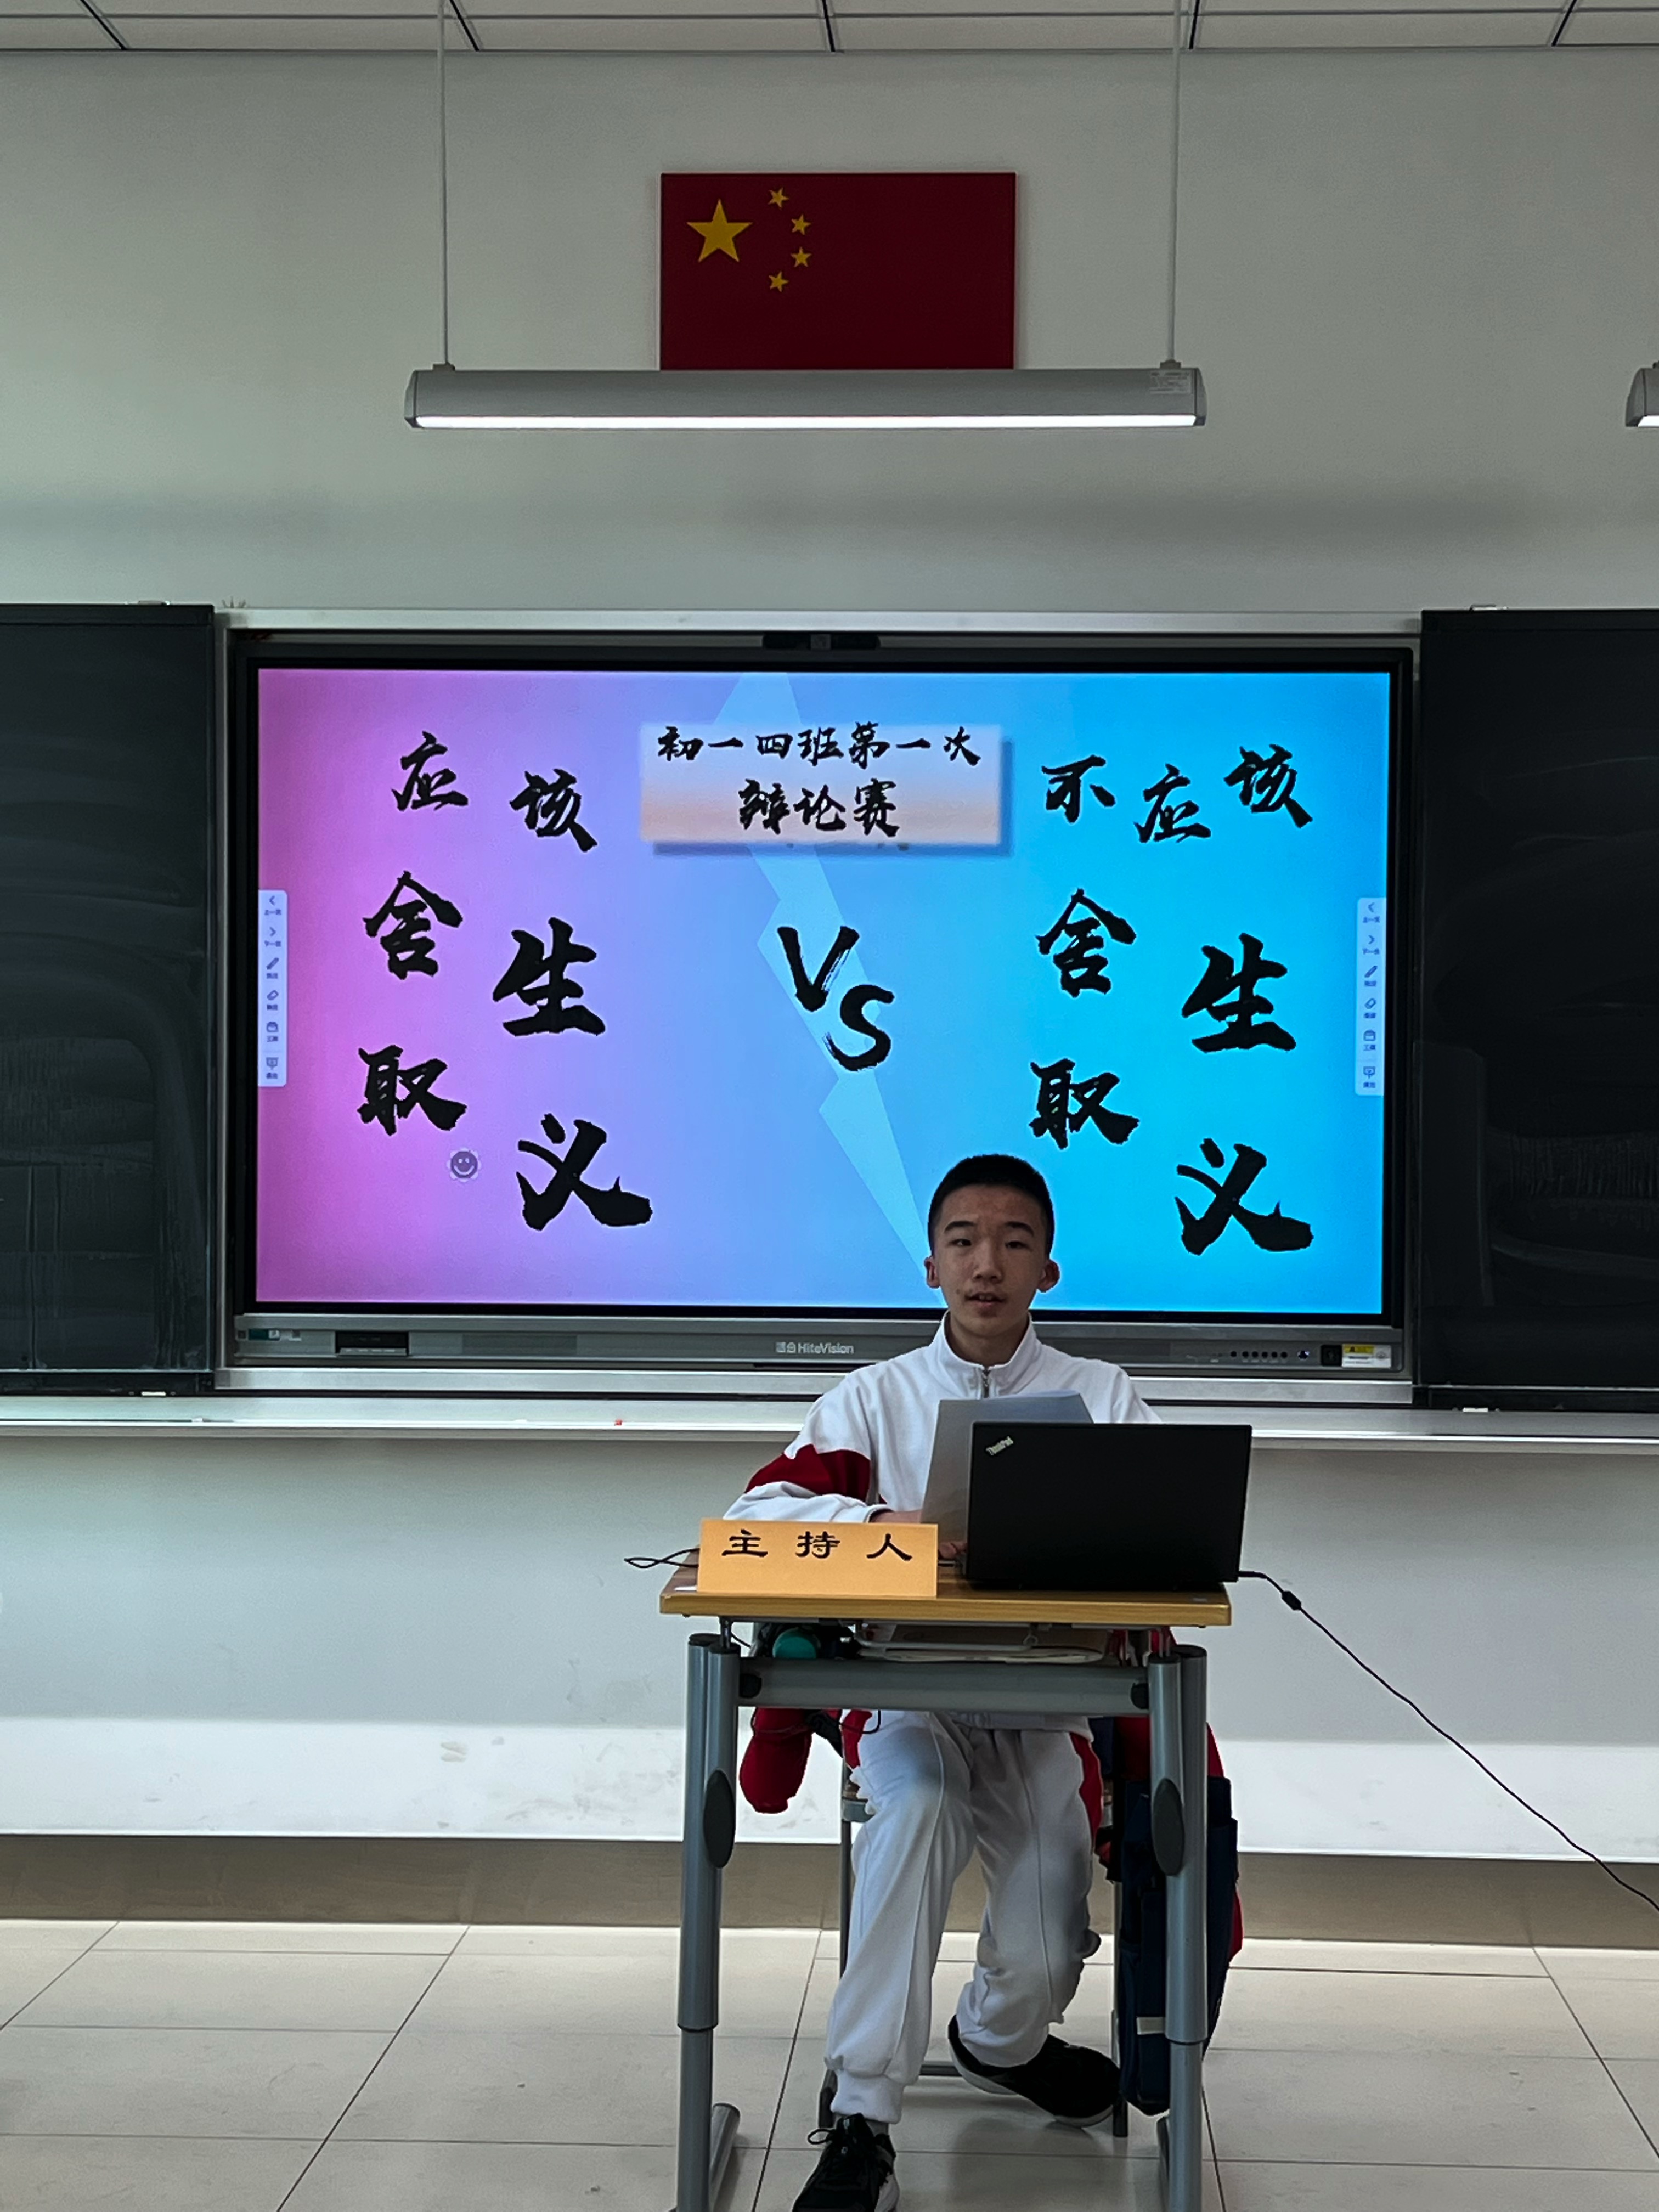 初一四班第一次
辩论赛
应该
舍生
取义
VS
不应该
舍生
取义
HiteVision
ThinkPad
主持人